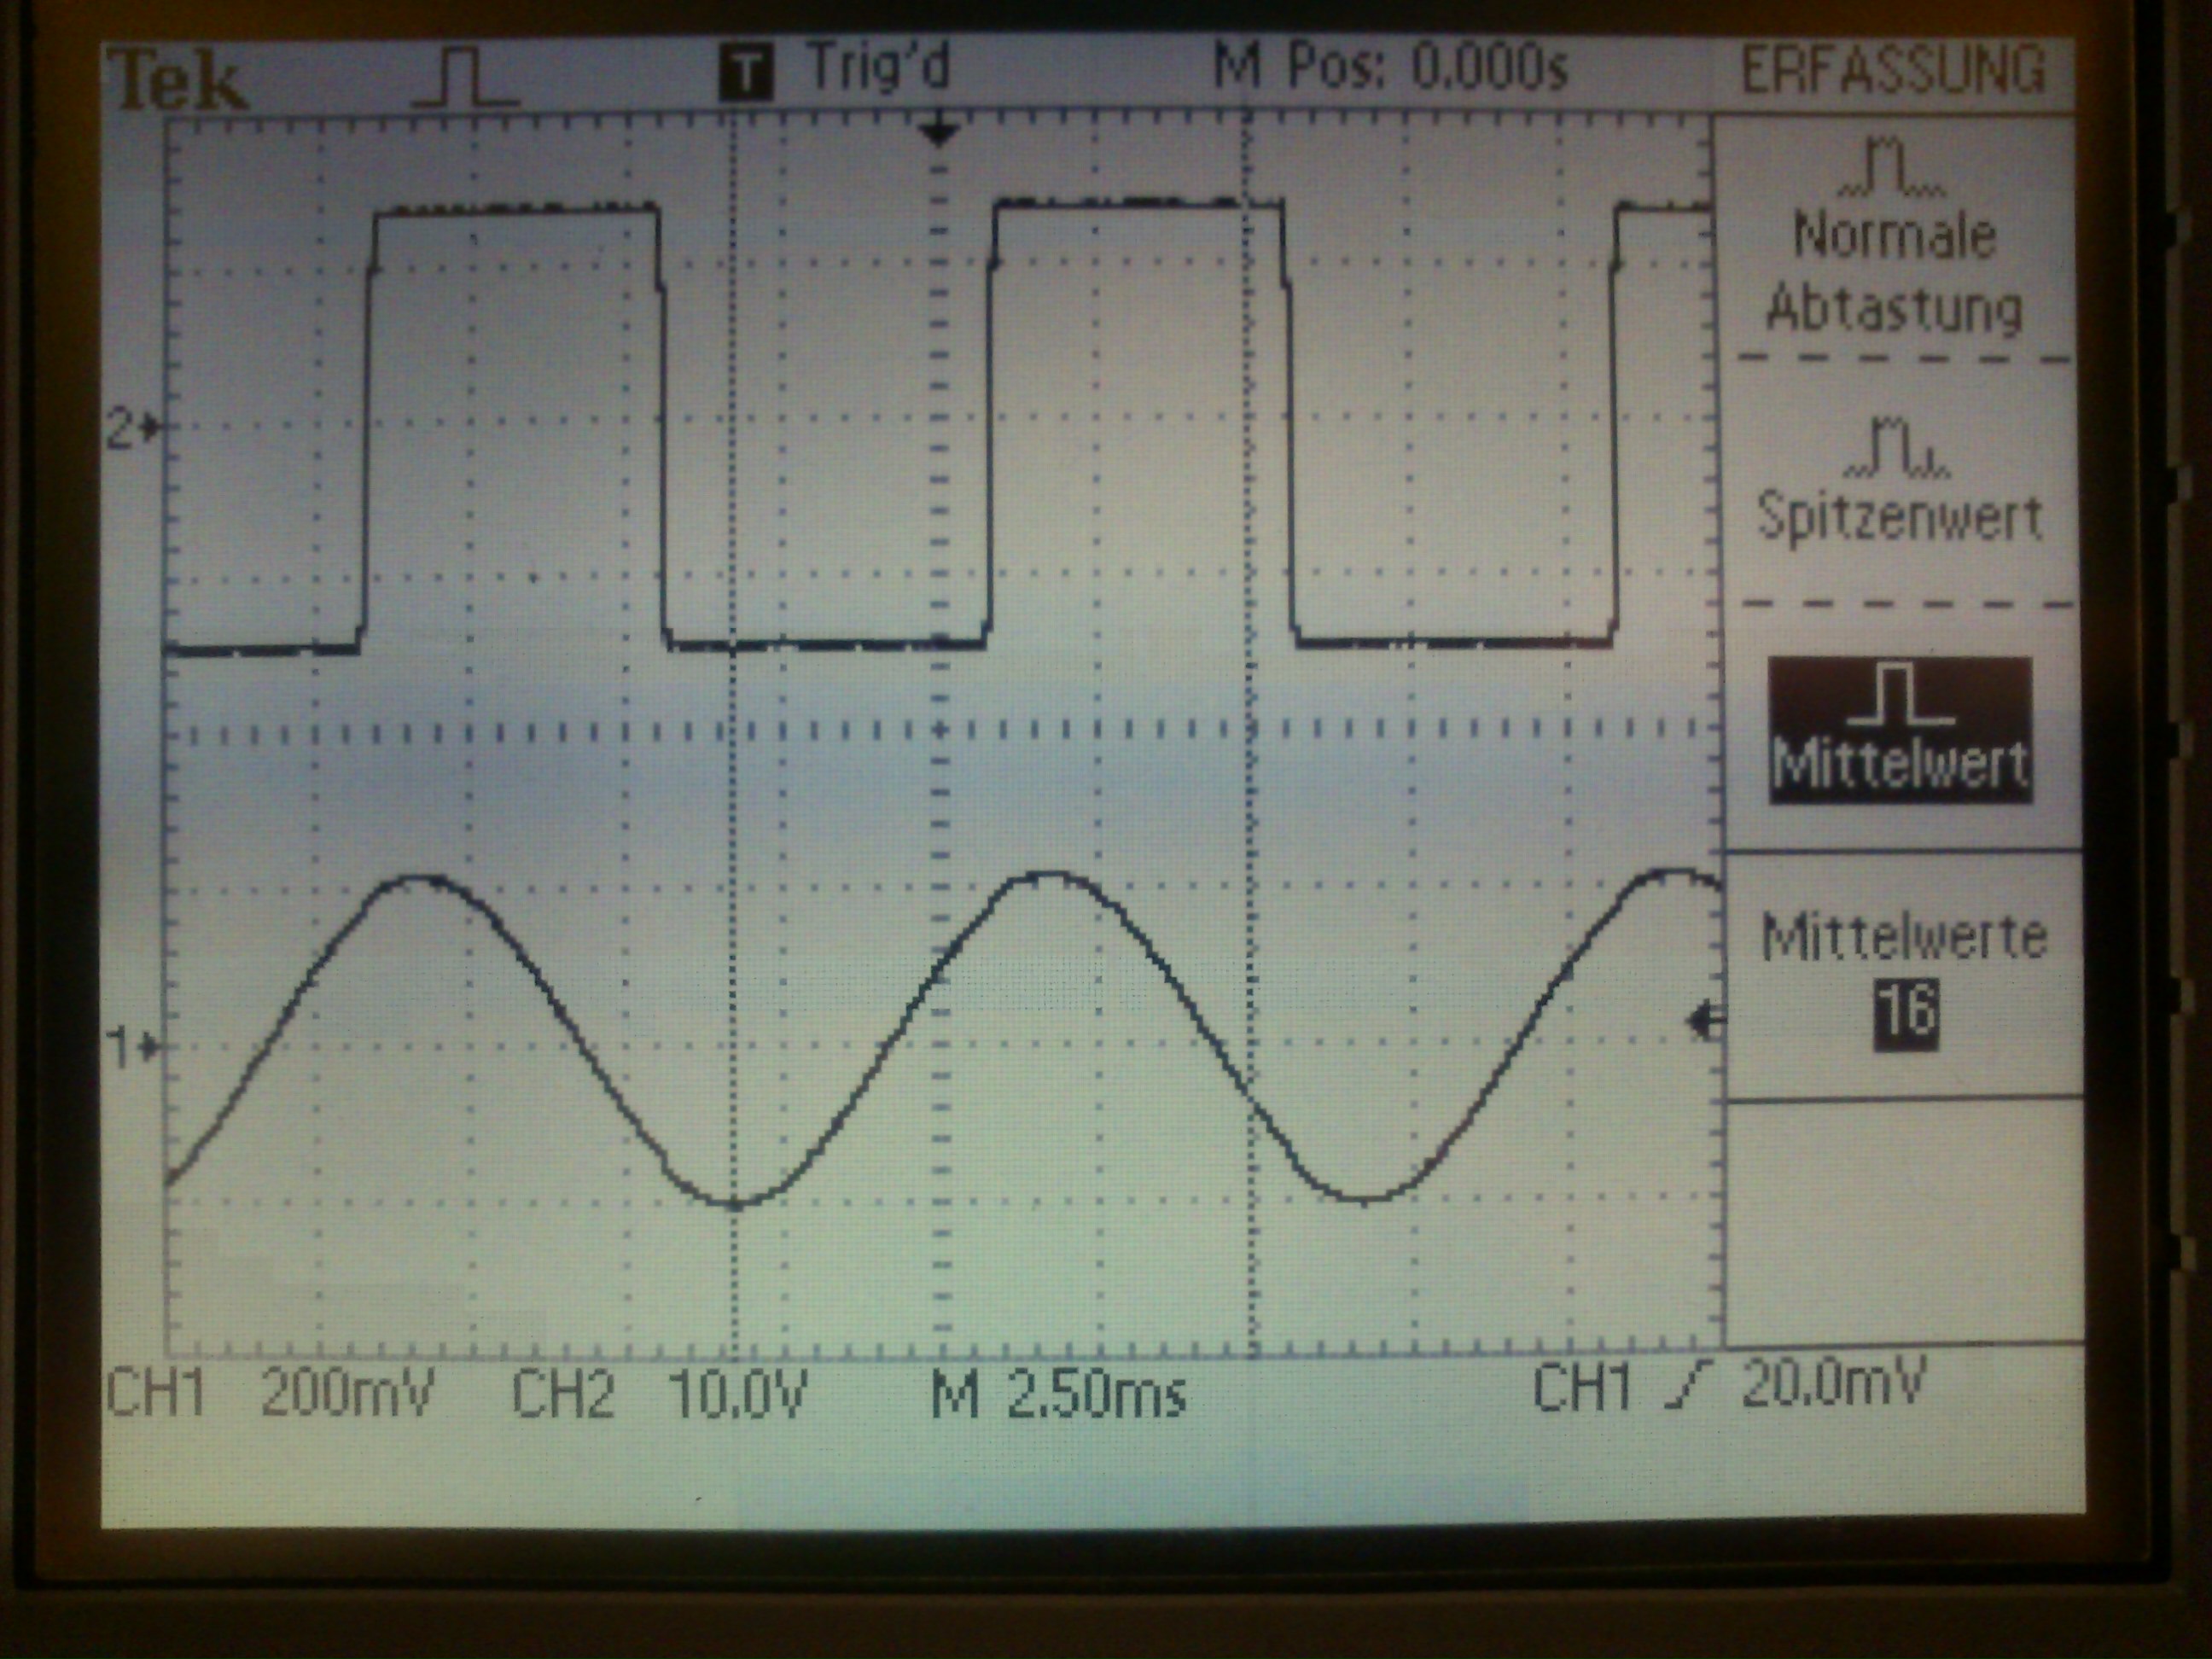 Tek T Trig'd M Pos: 0.000s ERFASSUNG
Normale
Abtastung
2
Spitzenwert
Mittelwert
Mittelwerte
16
1
CH1 200mV CH2 10.0V M 2.50ms CH1 20.0mV